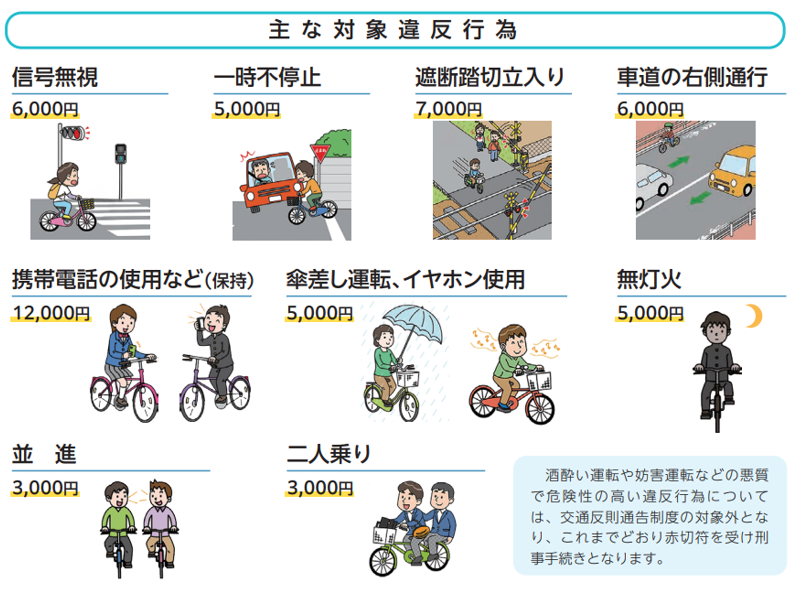 主な対象違反行為
信号無視
6,000円
一時不停止
5,000円
遮断踏切立入り
7,000円
車道の右側通行
6,000円
携帯電話の使用など(保持)
12,000円
傘差し運転、イヤホン使用
5,000円
無灯火
5,000円
並進
3,000円
二人乗り
3,000円
酒酔い運転や妨害運転などの悪質
で危険性の高い違反行為について
は、交通反則通告制度の対象外とな
り、これまでどおり赤切符を受け刑
事手続きとなります。